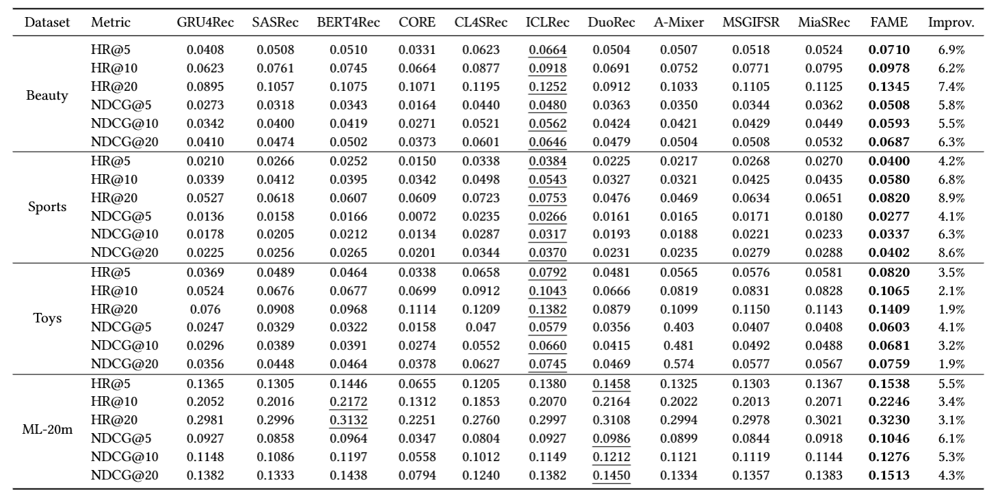 Dataset Metric GRU4Rec SASRec BERT4Rec CORE CL4SRec ICLRec DuoRec A-Mixer MSGIFSR MiaSRec FAME Improv.
Beauty
HR@5 0.0408 0.0508 0.0510 0.0331 0.0623 0.0664 0.0504 0.0507 0.0518 0.0524 0.0710 6.9%
HR@10 0.0623 0.0761 0.0745 0.0664 0.0877 0.0918 0.0691 0.0752 0.0771 0.0795 0.0978 6.2%
HR@20 0.0895 0.1057 0.1075 0.1071 0.1195 0.1252 0.0912 0.1033 0.1105 0.1125 0.1345 7.4%
NDCG@5 0.0273 0.0318 0.0343 0.0164 0.0440 0.0480 0.0363 0.0350 0.0344 0.0362 0.0508 5.8%
NDCG@10 0.0342 0.0400 0.0419 0.0271 0.0521 0.0562 0.0424 0.0421 0.0429 0.0449 0.0593 5.5%
NDCG@20 0.0410 0.0474 0.0502 0.0373 0.0601 0.0646 0.0479 0.0504 0.0508 0.0532 0.0687 6.3%
Sports
HR@5 0.0210 0.0266 0.0252 0.0150 0.0338 0.0384 0.0225 0.0217 0.0268 0.0270 0.0400 4.2%
HR@10 0.0339 0.0412 0.0395 0.0342 0.0498 0.0543 0.0327 0.0321 0.0425 0.0435 0.0580 6.8%
HR@20 0.0527 0.0618 0.0607 0.0609 0.0723 0.0753 0.0476 0.0469 0.0634 0.0651 0.0820 8.9%
NDCG@5 0.0136 0.0158 0.0166 0.0072 0.0235 0.0266 0.0161 0.0165 0.0171 0.0180 0.0277 4.1%
NDCG@10 0.0178 0.0205 0.0212 0.0134 0.0287 0.0317 0.0193 0.0188 0.0221 0.0233 0.0337 6.3%
NDCG@20 0.0225 0.0256 0.0265 0.0201 0.0344 0.0370 0.0231 0.0235 0.0279 0.0288 0.0402 8.6%
Toys
HR@5 0.0369 0.0489 0.0464 0.0338 0.0658 0.0792 0.0481 0.0565 0.0576 0.0581 0.0820 3.5%
HR@10 0.0524 0.0676 0.0677 0.0699 0.0912 0.1043 0.0666 0.0819 0.0831 0.0828 0.1065 2.1%
HR@20 0.076 0.0908 0.0968 0.1114 0.1209 0.1382 0.0879 0.1099 0.1150 0.1143 0.1409 1.9%
NDCG@5 0.0247 0.0329 0.0322 0.0158 0.047 0.0579 0.0356 0.403 0.0407 0.0408 0.0603 4.1%
NDCG@10 0.0296 0.0389 0.0391 0.0274 0.0552 0.0660 0.0415 0.481 0.0492 0.0488 0.0681 3.2%
NDCG@20 0.0356 0.0448 0.0464 0.0378 0.0627 0.0745 0.0469 0.574 0.0577 0.0567 0.0759 1.9%
ML-20m
HR@5 0.1365 0.1305 0.1446 0.0655 0.1205 0.1380 0.1458 0.1325 0.1303 0.1367 0.1538 5.5%
HR@10 0.2052 0.2016 0.2172 0.1312 0.1853 0.2070 0.2164 0.2022 0.2013 0.2071 0.2246 3.4%
HR@20 0.2981 0.2996 0.3132 0.2251 0.2760 0.2997 0.3108 0.2994 0.2978 0.3021 0.3230 3.1%
NDCG@5 0.0927 0.0858 0.0964 0.0347 0.0804 0.0927 0.0986 0.0899 0.0844 0.0918 0.1046 6.1%
NDCG@10 0.1148 0.1086 0.1197 0.0558 0.1012 0.1149 0.1212 0.1121 0.1119 0.1144 0.1276 5.3%
NDCG@20 0.1382 0.1333 0.1438 0.0794 0.1240 0.1382 0.1450 0.1334 0.1357 0.1383 0.1513 4.3%